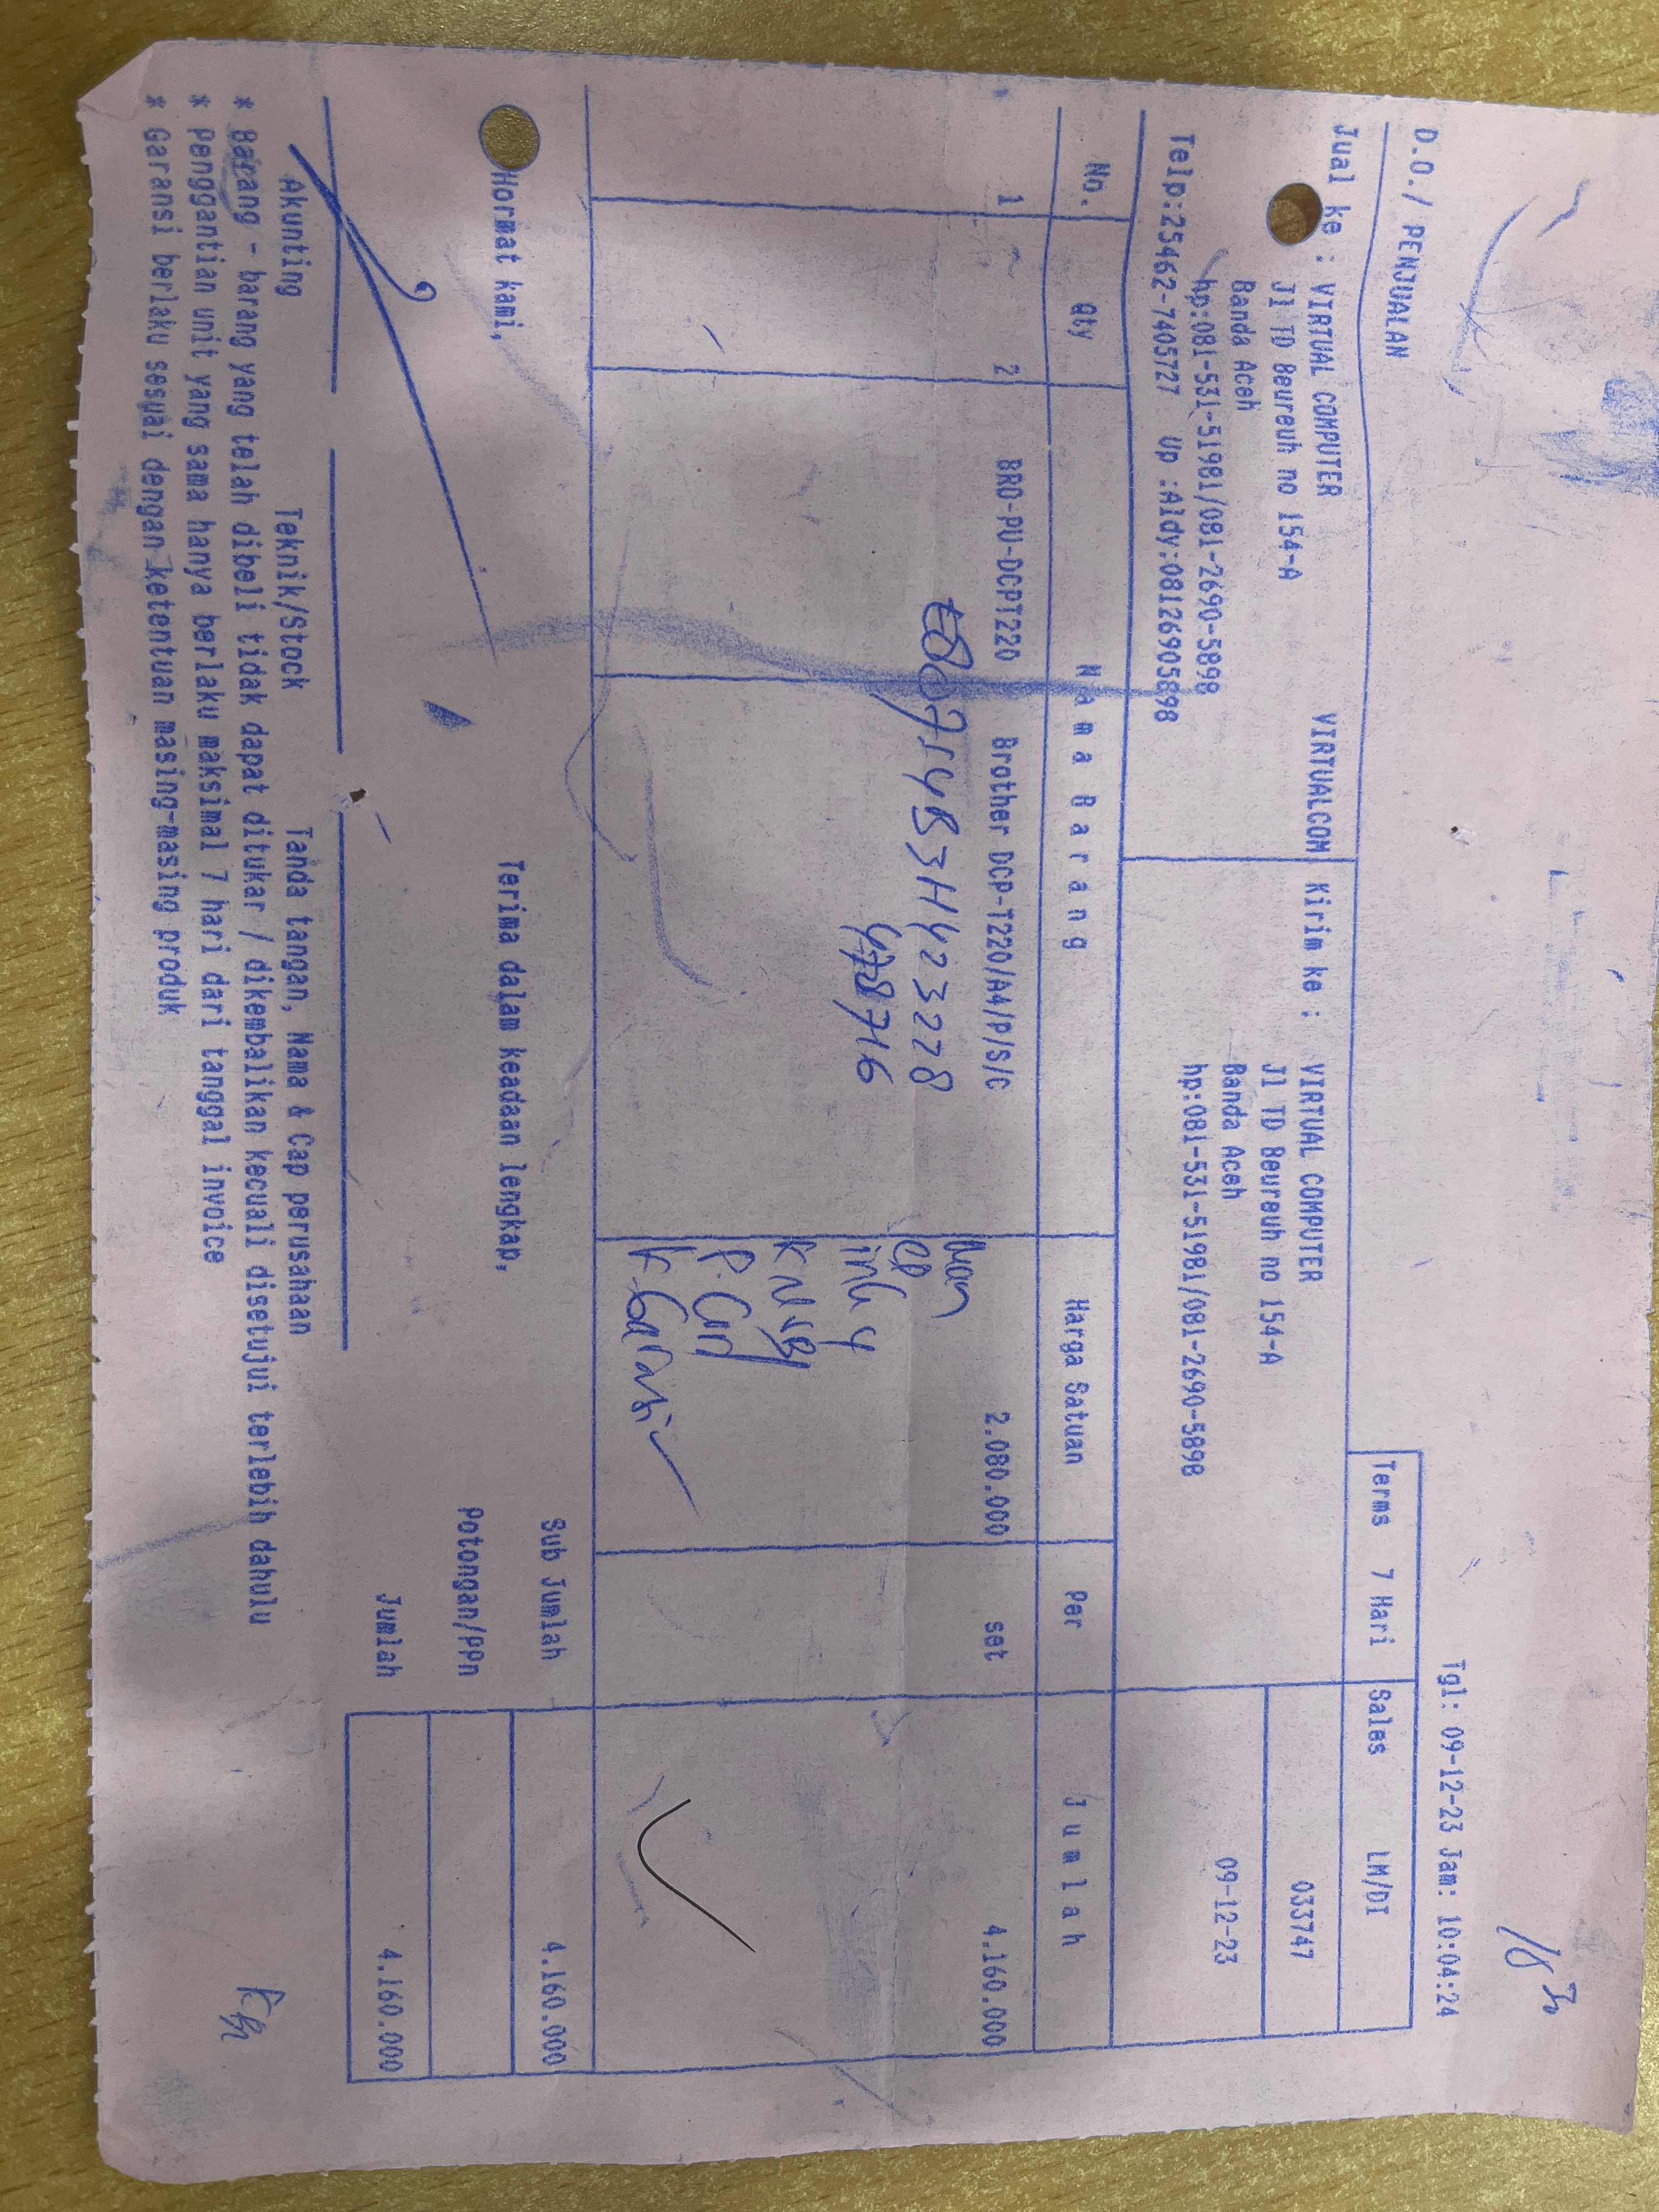 Tgl: 09-12-23 Jam: 10:04:24
D.O./ PENJUALAN
Terms 7 Hari Sales LM/DI
Jual ke : VIRTUAL COMPUTER VIRTUALCOM
Jl TD Beureuh no 154-A
Banda Aceh
hp:081-531-51981/081-2690-5898
Telp:25462-7405727 Up :Aldy:08126905898
Kirim ke : VIRTUAL COMPUTER
Jl TD Beureuh no 154-A
Banda Aceh
hp:081-531-51981/081-2690-5898
033747
09-12-23
No. Qty Nama Barang Harga Satuan Per Jumlah
1 2 BRO-PU-DCPT220 Brother DCP-T220/A4/P/S/C 2.080.000 set 4.160.000
K. Garansi
Hormat kami, Terima dalam keadaan lengkap,
Sub Jumlah 4.160.000
Potongan/PPn
Jumlah 4.160.000
Akunting Teknik/Stock Tanda tangan, Nama & Cap perusahaan
* Barang - barang yang telah dibeli tidak dapat ditukar / dikembalikan kecuali disetujui terlebih dahulu
* Penggantian unit yang sama hanya berlaku maksimal 7 hari dari tanggal invoice
* Garansi berlaku sesuai dengan ketentuan masing-masing produk